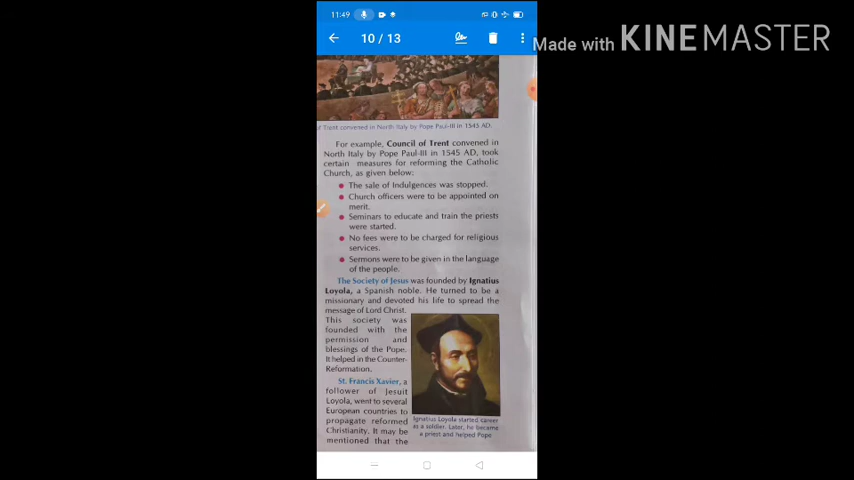 11:49
10 / 13
Made with KINEMASTER
Trent convened in North Italy by Pope Paul-III in 1545 AD.
For example, Council of Trent convened in
North Italy by Pope Paul-III in 1545 AD, took
certain measures for reforming the Catholic
Church, as given below:
● The sale of Indulgences was stopped.
● Church officers were to be appointed on
merit.
● Seminars to educate and train the priests
were started.
● No fees were to be charged for religious
services.
● Sermons were to be given in the language
of the people.
The Society of Jesus was founded by Ignatius
Loyola, a Spanish noble. He turned to be a
missionary and devoted his life to spread the
message of Lord Christ.
This society was
founded with the
permission and
blessings of the Pope.
It helped in the Counter-
Reformation.
St. Francis Xavier, a
follower of Jesuit
Loyola, went to several
European countries to
propagate reformed
Christianity. It may be
mentioned that the
Ignatius Loyola started career
as a soldier. Later, he became
a priest and helped Pope